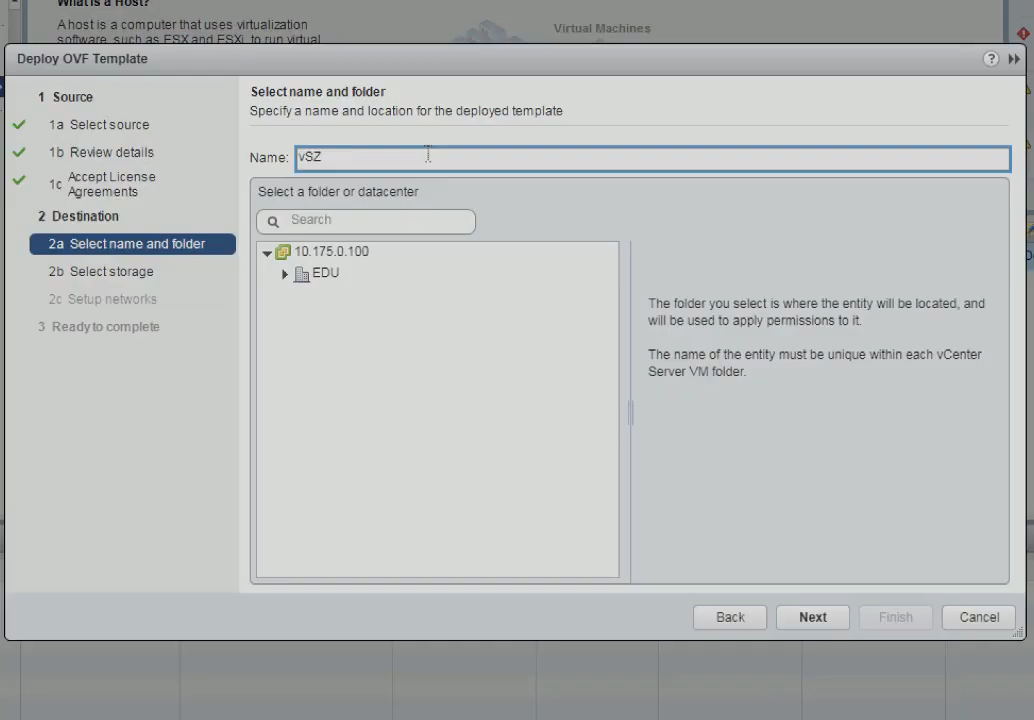 What is a Host?
A host is a computer that uses virtualization
software, such as ESX and ESXi, to run virtual
Virtual Machines
Deploy OVF Template
?
1 Source
1a Select source
1b Review details
1c Accept License
Agreements
2 Destination
2a Select name and folder
2b Select storage
2c Setup networks
3 Ready to complete
Select name and folder
Specify a name and location for the deployed template
Name: vSZ
Select a folder or datacenter
Search
10.175.0.100
EDU
The folder you select is where the entity will be located, and
will be used to apply permissions to it.
The name of the entity must be unique within each vCenter
Server VM folder.
Back
Next
Finish
Cancel